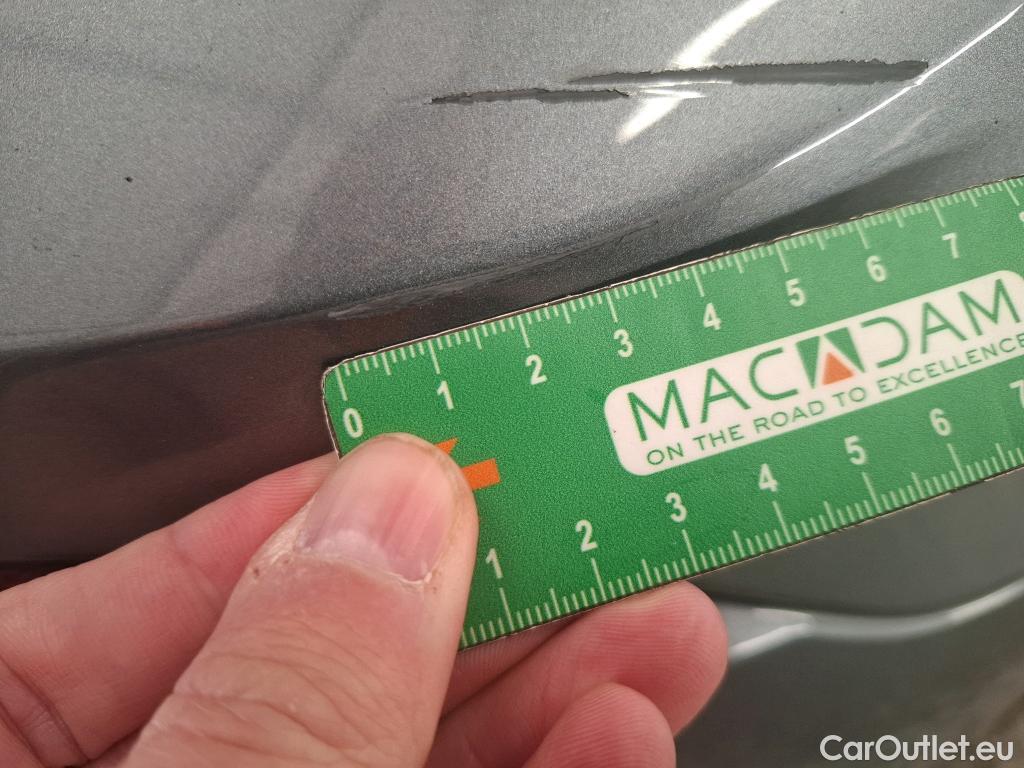 0 1 2 3 4 5 6 7
MACADAM
ON THE ROAD TO EXCELLENCE
1 2 3 4 5 6 7
CarOutlet.eu